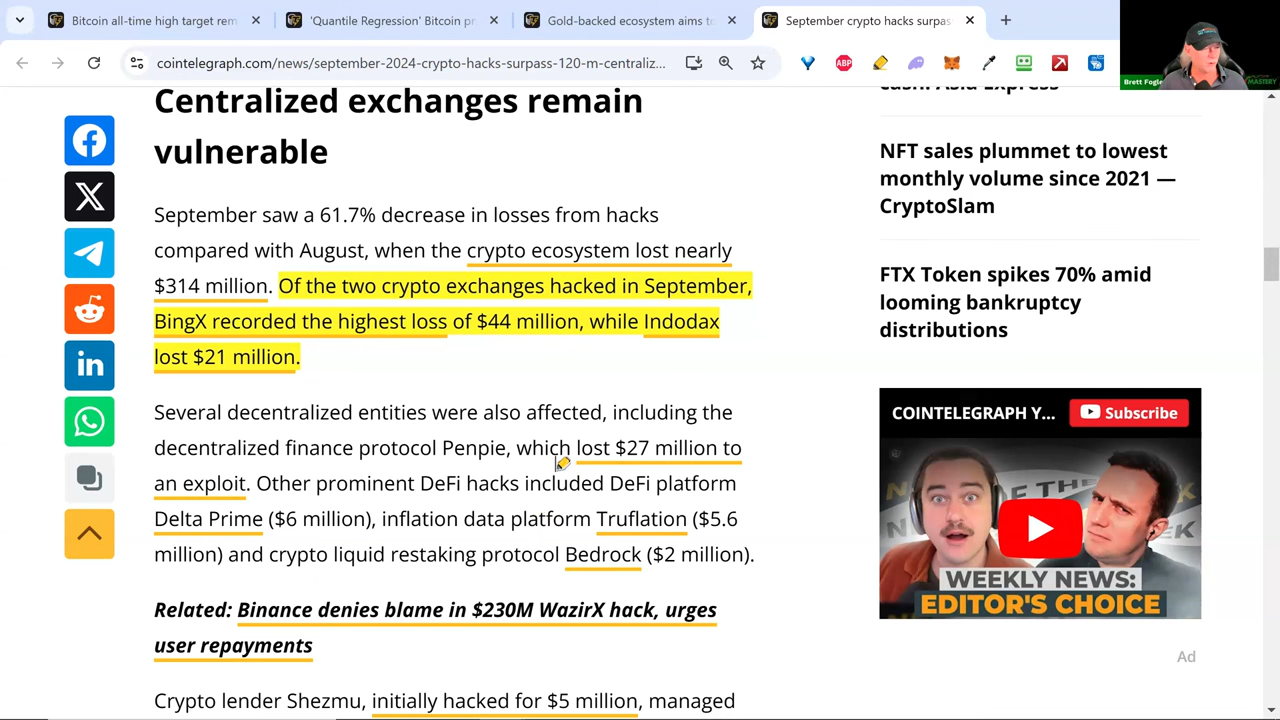 Bitcoin all-time high target rem
'Quantile Regression' Bitcoin pr
Gold-backed ecosystem aims to
September crypto hacks surpas
cointelegraph.com/news/september-2024-crypto-hacks-surpass-120-m-centraliz...
ABP
Brett Fogle
MASTERY
Centralized exchanges remain
vulnerable
September saw a 61.7% decrease in losses from hacks
compared with August, when the crypto ecosystem lost nearly
$314 million. Of the two crypto exchanges hacked in September,
BingX recorded the highest loss of $44 million, while Indodax
lost $21 million.
Several decentralized entities were also affected, including the
decentralized finance protocol Penpie, which lost $27 million to
an exploit. Other prominent DeFi hacks included DeFi platform
Delta Prime ($6 million), inflation data platform Truflation ($5.6
million) and crypto liquid restaking protocol Bedrock ($2 million).
Related: Binance denies blame in $230M WazirX hack, urges
user repayments
Crypto lender Shezmu, initially hacked for $5 million, managed
cash: Asia Express
NFT sales plummet to lowest
monthly volume since 2021 —
CryptoSlam
FTX Token spikes 70% amid
looming bankruptcy
distributions
COINTELEGRAPH Y...
Subscribe
WEEKLY NEWS:
EDITOR'S CHOICE
Ad